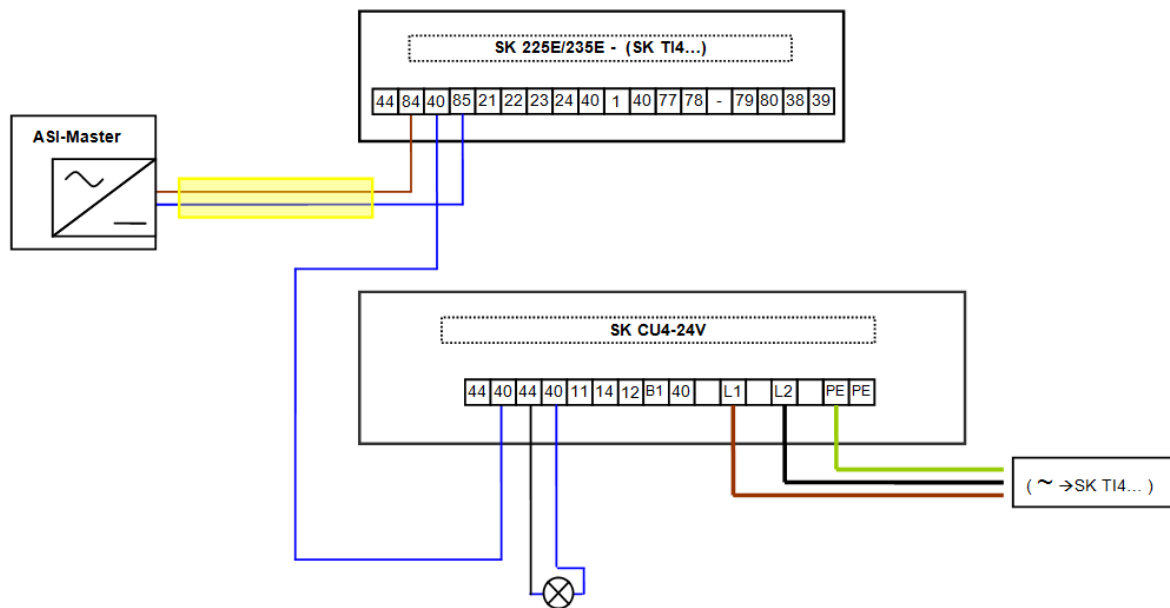 SK 225E/235E - (SK TI4...)
44 84 40 85 21 22 23 24 40 1 40 77 78 - 79 80 38 39
ASI-Master
SK CU4-24V
44 40 44 40 11 14 12 B1 40 L1 L2 PE PE
( ~ →SK TI4... )